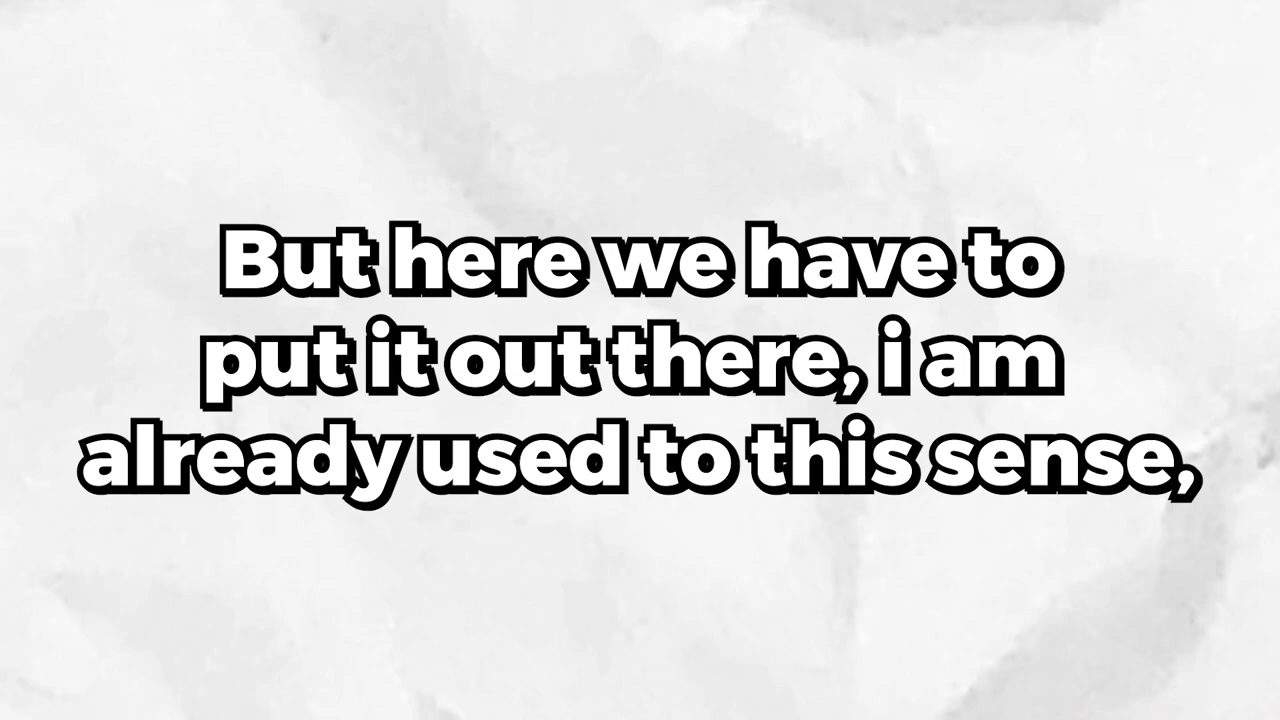 But here we have to
put it out there, i am
already used to this sense,